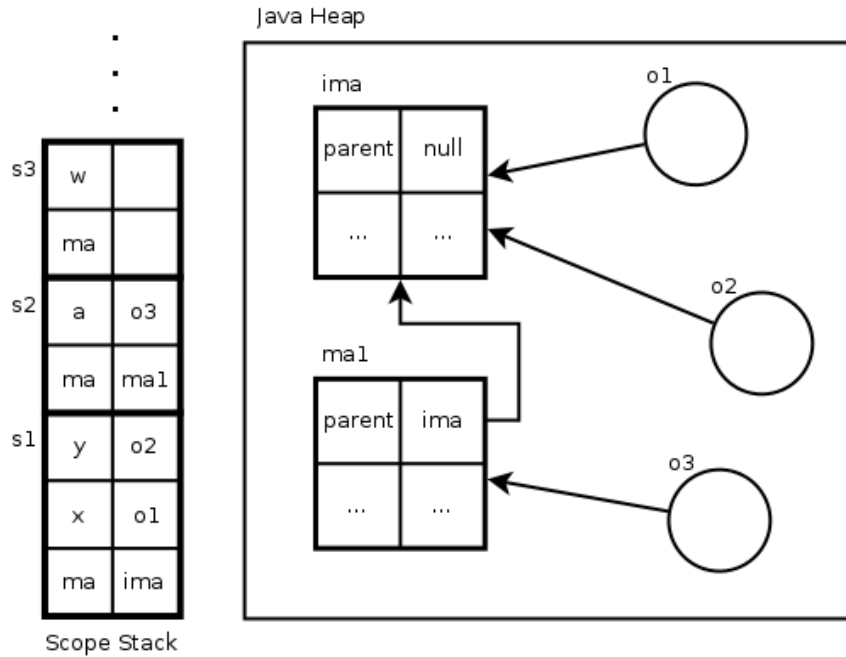 Java Heap
ima
parent null
... ...
o1
o2
ma1
parent ima
... ...
o3
s3
w
ma
s2
a o3
ma ma1
s1
y o2
x o1
ma ima
Scope Stack